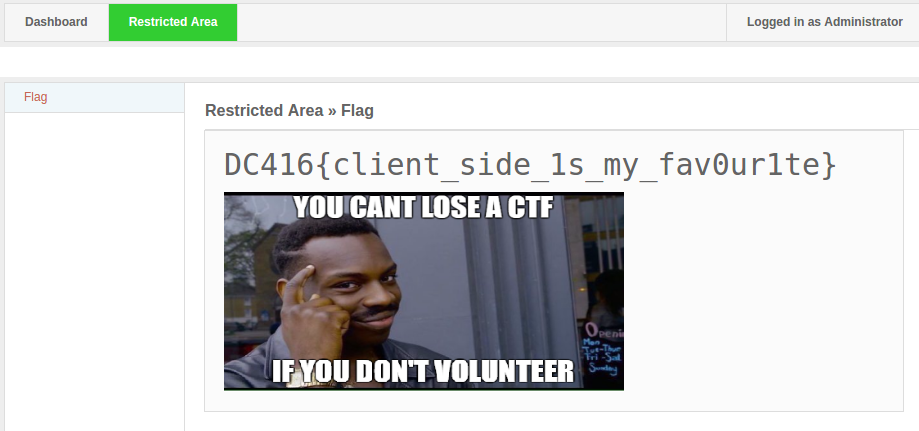 Dashboard Restricted Area Logged in as Administrator
Flag
Restricted Area » Flag
DC416{client_side_1s_my_fav0ur1te}
YOU CANT LOSE A CTF
Openi
Mon
Tue-Thur
Fri -Sat
Sunday
IF YOU DON'T VOLUNTEER